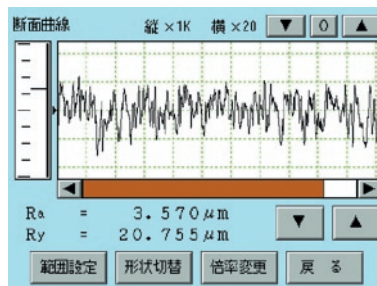 断面曲線 縦×1K 横×20 ▼ 0 ▲
Ra = 3.570μm
Ry = 20.755μm
▼ ▲
範囲設定 形状切替 倍率変更 戻る